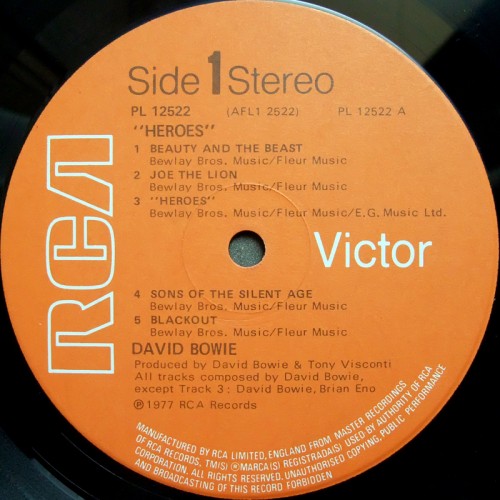 Side 1 Stereo
PL 12522 (AFL1 2522) PL 12522 A
"HEROES"
1 BEAUTY AND THE BEAST
Bewlay Bros. Music/Fleur Music
2 JOE THE LION
Bewlay Bros. Music/Fleur Music
3 "HEROES"
Bewlay Bros. Music/Fleur Music/E.G. Music Ltd.
RCA
Victor
4 SONS OF THE SILENT AGE
Bewlay Bros. Music/Fleur Music
5 BLACKOUT
Bewlay Bros. Music/Fleur Music
DAVID BOWIE
Produced by David Bowie & Tony Visconti
All tracks composed by David Bowie,
except Track 3 : David Bowie, Brian Eno
℗ 1977 RCA Records
MANUFACTURED BY RCA LIMITED, ENGLAND FROM MASTER RECORDINGS
OF RCA RECORDS, TM(S) ® MARCA(S) REGISTRADA(S) USED BY AUTHORITY OF RCA
CORPORATION. ALL RIGHTS RESERVED. UNAUTHORISED COPYING, PUBLIC PERFORMANCE
AND BROADCASTING OF THIS RECORD FORBIDDEN